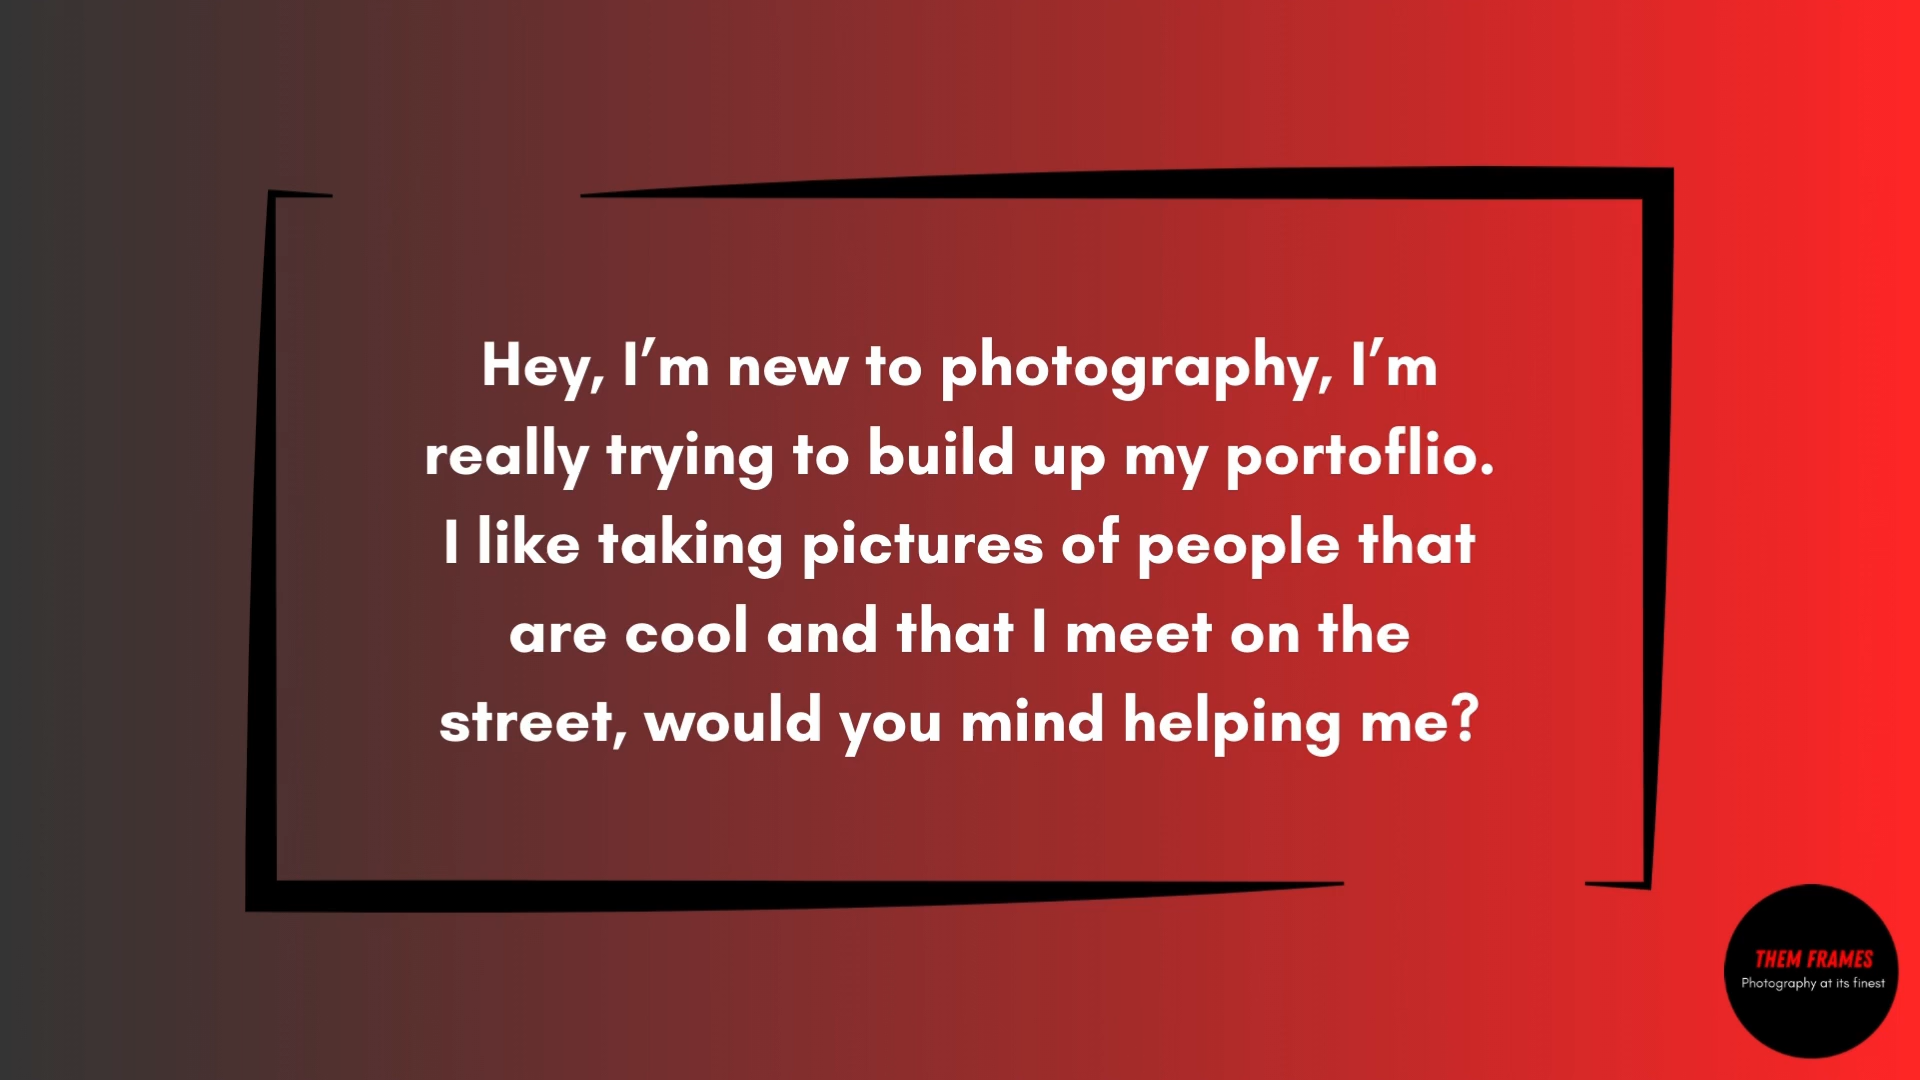 Hey, I’m new to photography, I’m
really trying to build up my portoflio.
I like taking pictures of people that
are cool and that I meet on the
street, would you mind helping me?
THEM FRAMES
Photography at its finest